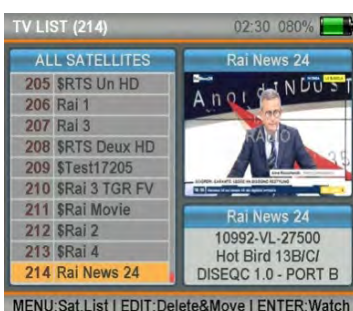 TV LIST (214)
02:30 080%
ALL SATELLITES
205 $RTS Un HD
206 Rai 1
207 Rai 3
208 $RTS Deux HD
209 $Test17205
210 $Rai 3 TGR FV
211 $Rai Movie
212 $Rai 2
213 $Rai 4
214 Rai News 24
Rai News 24
RADIO
Rai News 24
10992-VL-27500
Hot Bird 13B/C/
DISEQC 1.0 - PORT B
MENU:Sat.List I EDIT:Delete&Move I ENTER:Watch